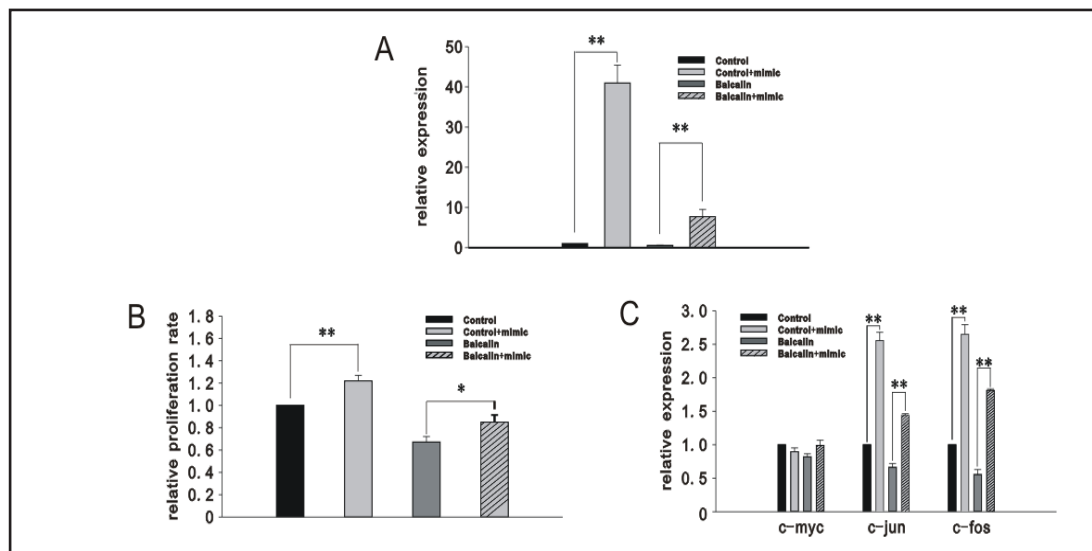 A
relative expression
50
40
30
20
10
0
**
**
Control
Control+mimic
Baicalin
Baicalin+mimic
B
relative proliferation rate
1.8
1.6
1.4
1.2
1.0
0.8
0.6
0.4
0.2
0
**
*
Control
Control+mimic
Baicalin
Baicalin+mimic
C
relative expression
3.0
2.5
2.0
1.5
1.0
0.5
0
**
**
**
**
Control
Control+mimic
Baicalin
Baicalin+mimic
c-myc
c-jun
c-fos